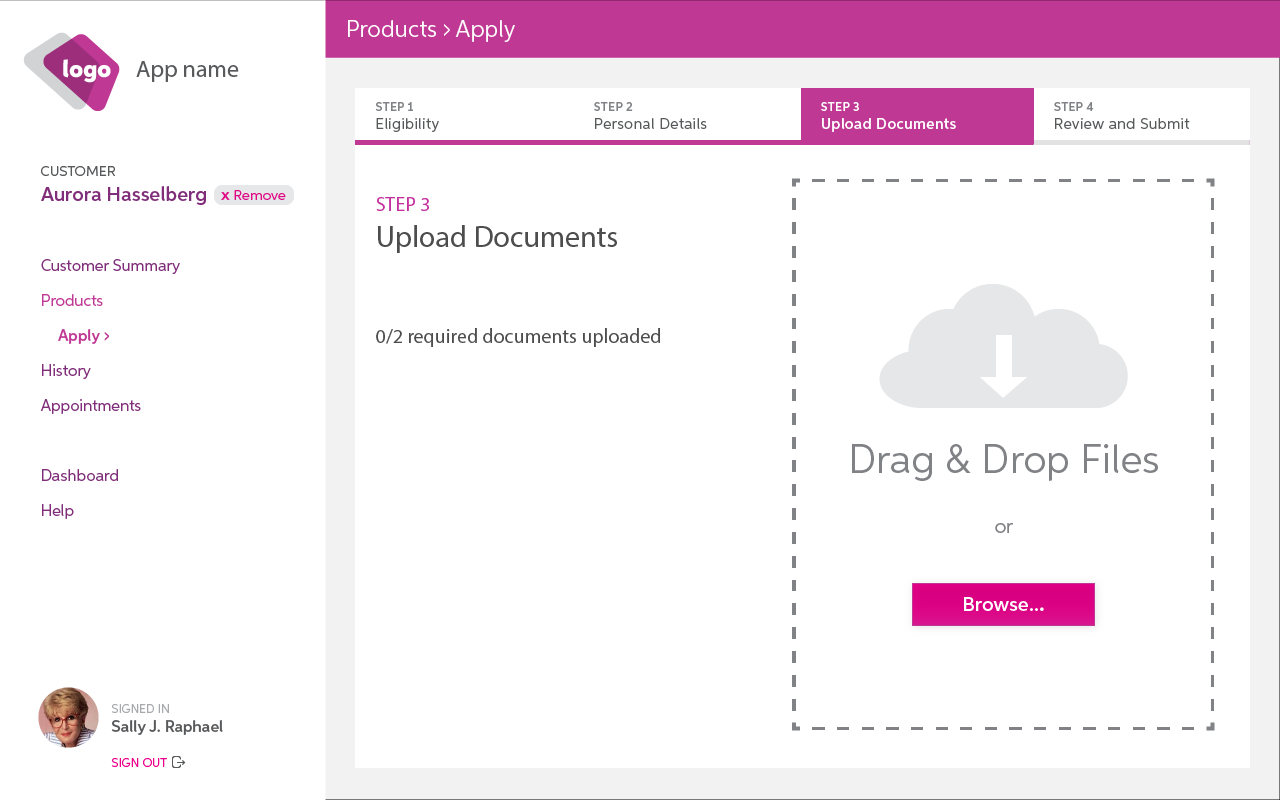 logo
App name
CUSTOMER
Aurora Hasselberg x Remove
Customer Summary
Products
Apply ›
History
Appointments
Dashboard
Help
SIGNED IN
Sally J. Raphael
SIGN OUT
Products › Apply
STEP 1
Eligibility
STEP 2
Personal Details
STEP 3
Upload Documents
STEP 4
Review and Submit
STEP 3
Upload Documents
0/2 required documents uploaded
Drag & Drop Files
or
Browse...